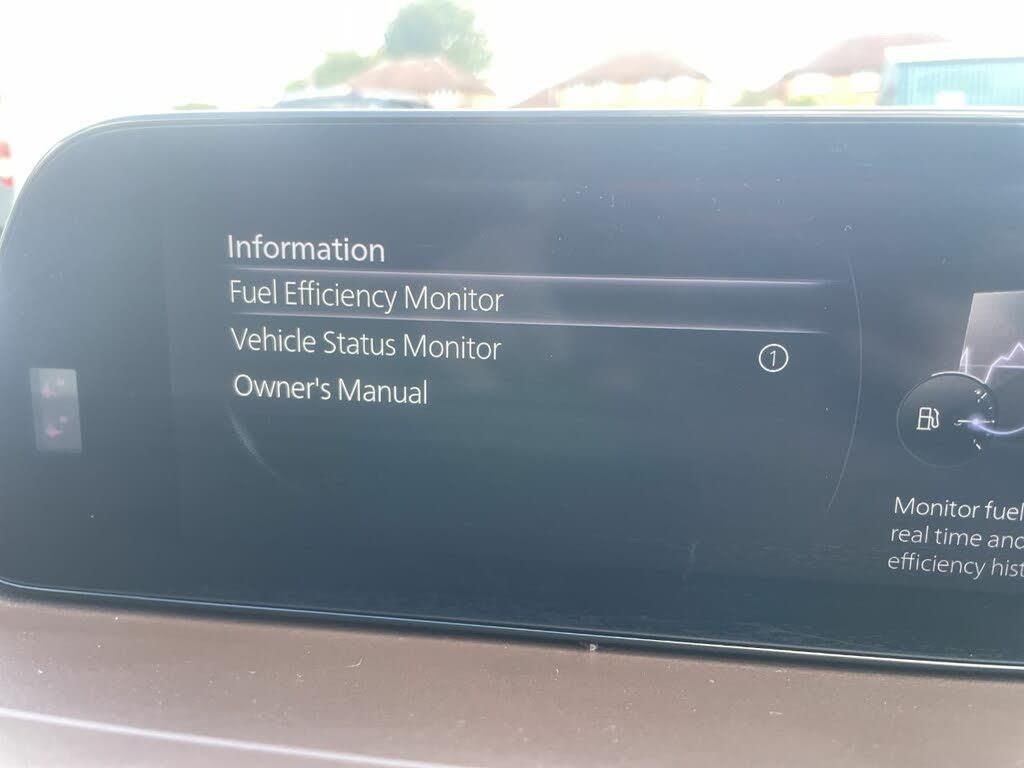 Information
Fuel Efficiency Monitor
Vehicle Status Monitor 1
Owner's Manual
Monitor fuel
real time and
efficiency hist